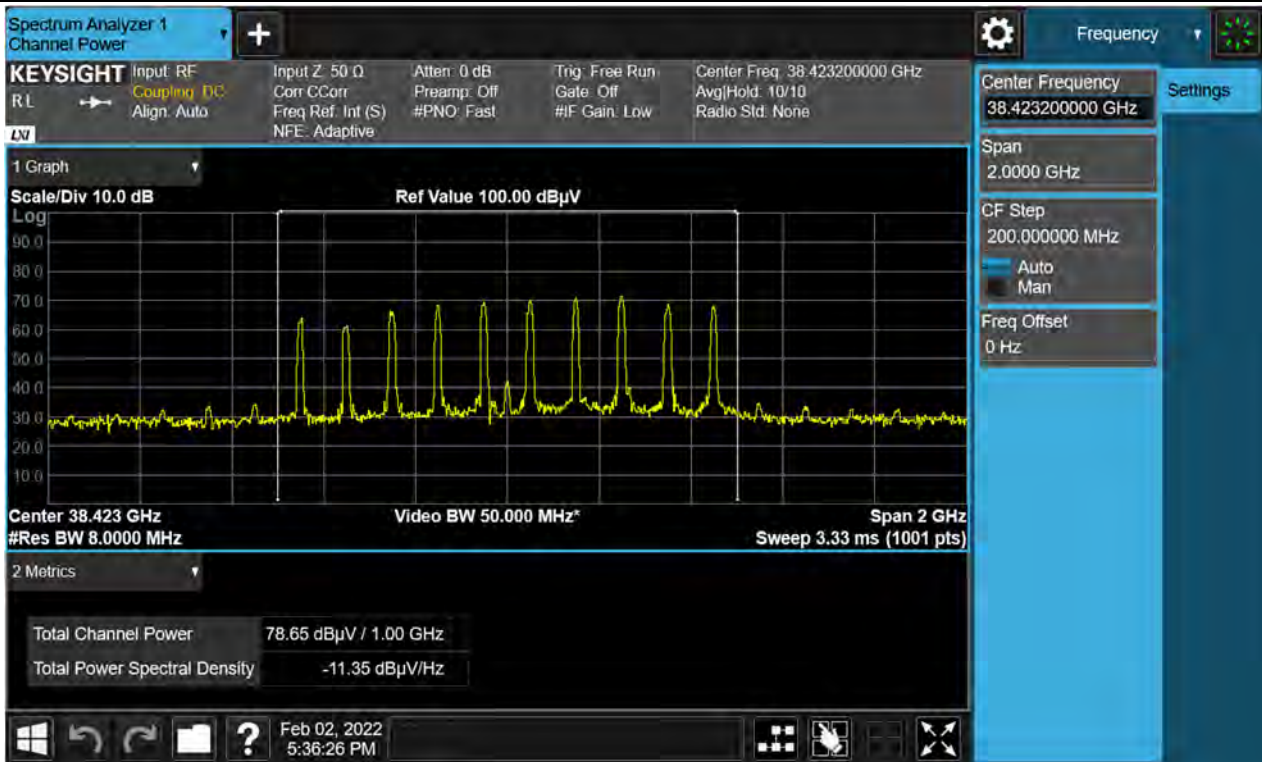 Spectrum Analyzer 1
Channel Power
Frequency
KEYSIGHT
RL
LXI
Input: RF
Coupling: DC
Align: Auto
Input Z: 50 Ω
Corr CCorr
Freq Ref: Int (S)
NFE: Adaptive
Atten: 0 dB
Preamp: Off
#PNO: Fast
Trig: Free Run
Gate: Off
#IF Gain: Low
Center Freq: 38.423200000 GHz
Avg|Hold: 10/10
Radio Std: None
Center Frequency
38.423200000 GHz
Settings
Span
2.0000 GHz
CF Step
200.000000 MHz
Auto
Man
Freq Offset
0 Hz
1 Graph
Scale/Div 10.0 dB
Ref Value 100.00 dBµV
Log
90.0
80.0
70.0
60.0
50.0
40.0
30.0
20.0
10.0
Center 38.423 GHz
Video BW 50.000 MHz*
Span 2 GHz
#Res BW 8.0000 MHz
Sweep 3.33 ms (1001 pts)
2 Metrics
Total Channel Power
78.65 dBµV / 1.00 GHz
Total Power Spectral Density
-11.35 dBµV/Hz
?
Feb 02, 2022
5:36:26 PM